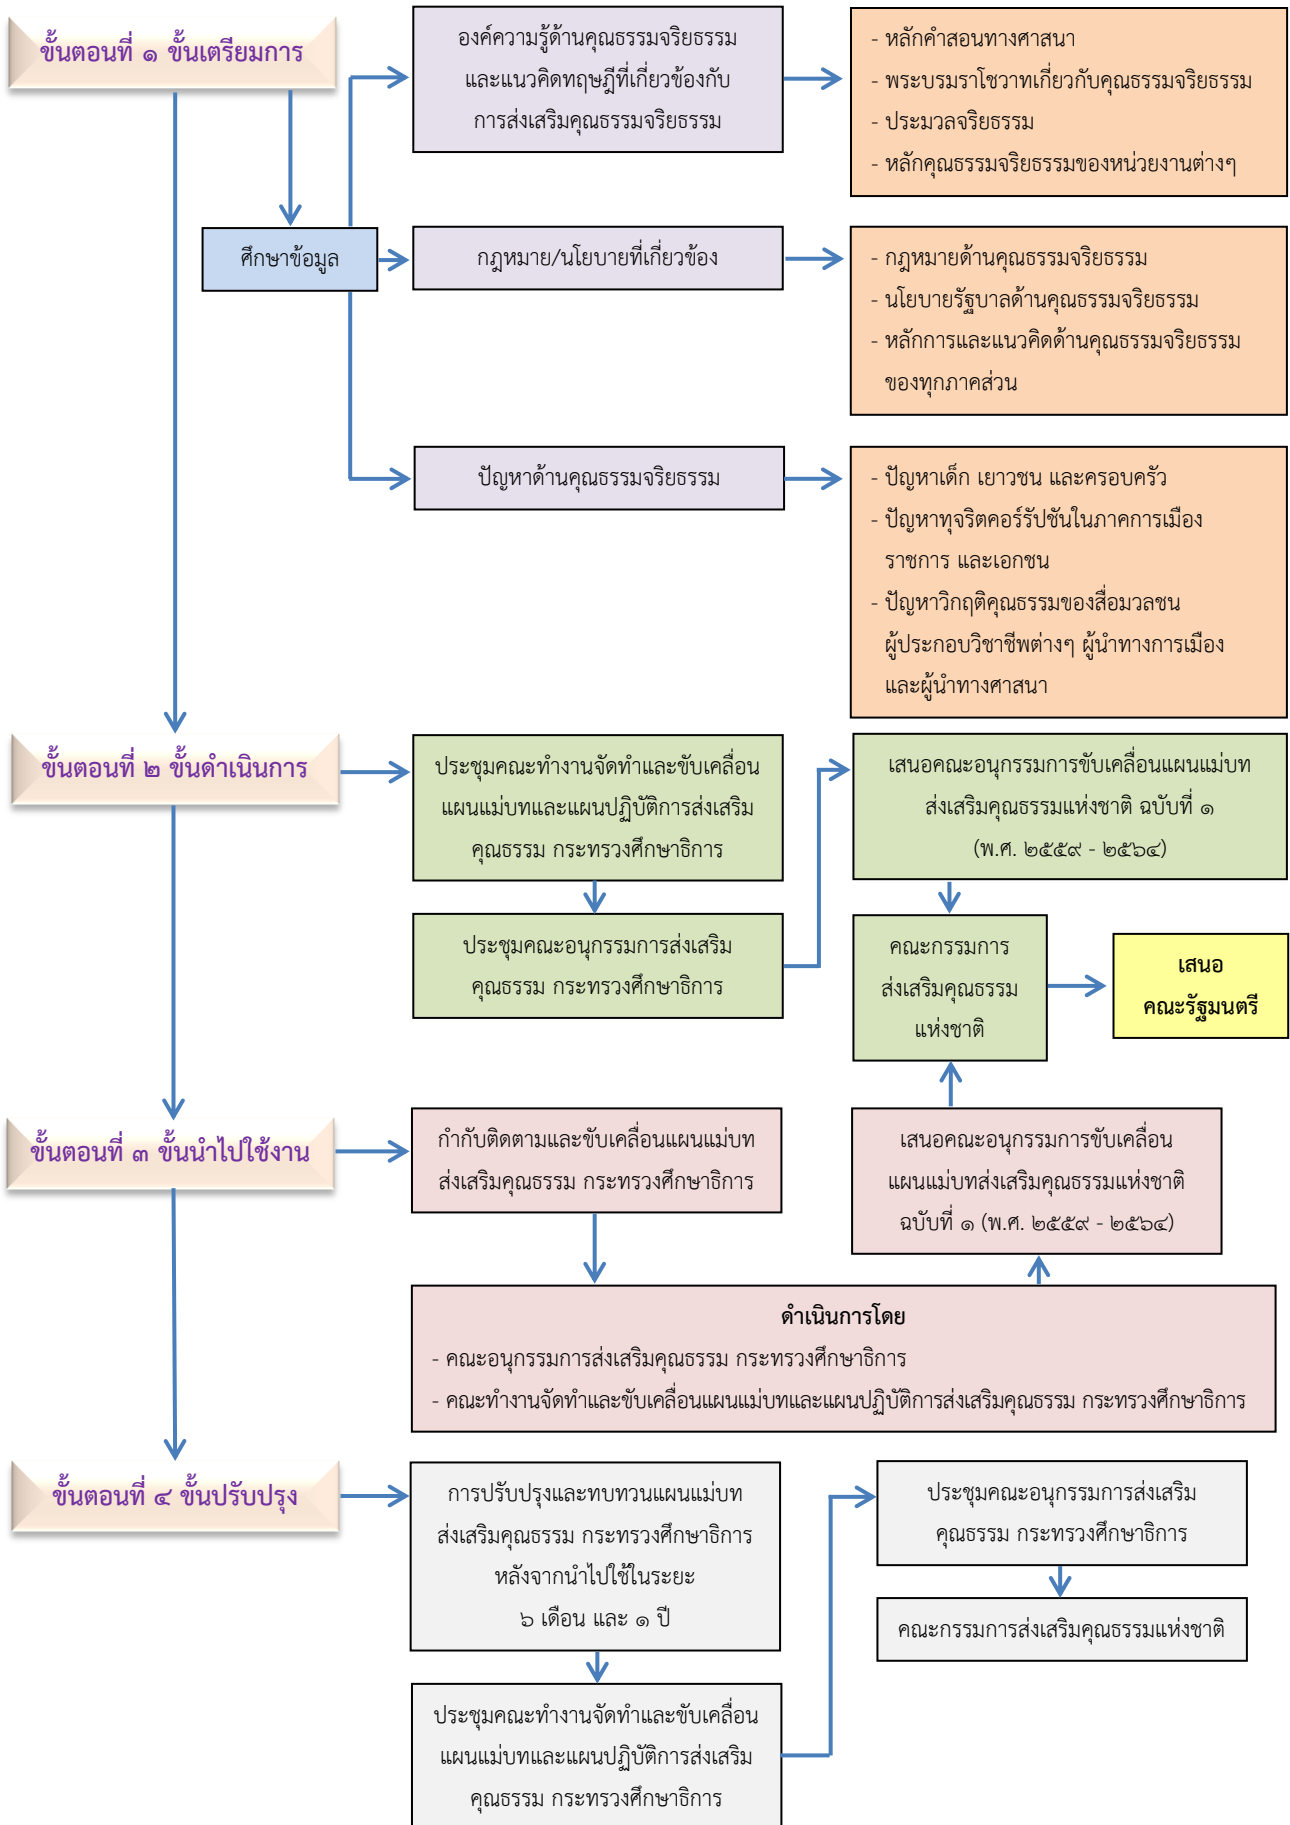 ขั้นตอนที่ ๑ ขั้นเตรียมการ
องค์ความรู้ด้านคุณธรรมจริยธรรม
และแนวคิดทฤษฎีที่เกี่ยวข้องกับ
การส่งเสริมคุณธรรมจริยธรรม
- หลักคำสอนทางศาสนา
- พระบรมราโชวาทเกี่ยวกับคุณธรรมจริยธรรม
- ประมวลจริยธรรม
- หลักคุณธรรมจริยธรรมของหน่วยงานต่างๆ
ศึกษาข้อมูล
กฎหมาย/นโยบายที่เกี่ยวข้อง
- กฎหมายด้านคุณธรรมจริยธรรม
- นโยบายรัฐบาลด้านคุณธรรมจริยธรรม
- หลักการและแนวคิดด้านคุณธรรมจริยธรรม
ของทุกภาคส่วน
ปัญหาด้านคุณธรรมจริยธรรม
- ปัญหาเด็ก เยาวชน และครอบครัว
- ปัญหาทุจริตคอร์รัปชันในภาคการเมือง
ราชการ และเอกชน
- ปัญหาวิกฤติคุณธรรมของสื่อมวลชน
ผู้ประกอบวิชาชีพต่างๆ ผู้นำทางการเมือง
และผู้นำทางศาสนา
ขั้นตอนที่ ๒ ขั้นดำเนินการ
ประชุมคณะทำงานจัดทำและขับเคลื่อน
แผนแม่บทและแผนปฏิบัติการส่งเสริม
คุณธรรม กระทรวงศึกษาธิการ
เสนอคณะอนุกรรมการขับเคลื่อนแผนแม่บท
ส่งเสริมคุณธรรมแห่งชาติ ฉบับที่ ๑
(พ.ศ. ๒๕๕๙ - ๒๕๖๔)
ประชุมคณะอนุกรรมการส่งเสริม
คุณธรรม กระทรวงศึกษาธิการ
คณะกรรมการ
ส่งเสริมคุณธรรม
แห่งชาติ
เสนอ
คณะรัฐมนตรี
ขั้นตอนที่ ๓ ขั้นนำไปใช้งาน
กำกับติดตามและขับเคลื่อนแผนแม่บท
ส่งเสริมคุณธรรม กระทรวงศึกษาธิการ
เสนอคณะอนุกรรมการขับเคลื่อน
แผนแม่บทส่งเสริมคุณธรรมแห่งชาติ
ฉบับที่ ๑ (พ.ศ. ๒๕๕๙ - ๒๕๖๔)
ดำเนินการโดย
- คณะอนุกรรมการส่งเสริมคุณธรรม กระทรวงศึกษาธิการ
- คณะทำงานจัดทำและขับเคลื่อนแผนแม่บทและแผนปฏิบัติการส่งเสริมคุณธรรม กระทรวงศึกษาธิการ
ขั้นตอนที่ ๔ ขั้นปรับปรุง
การปรับปรุงและทบทวนแผนแม่บท
ส่งเสริมคุณธรรม กระทรวงศึกษาธิการ
หลังจากนำไปใช้ในระยะ
๖ เดือน และ ๑ ปี
ประชุมคณะอนุกรรมการส่งเสริม
คุณธรรม กระทรวงศึกษาธิการ
คณะกรรมการส่งเสริมคุณธรรมแห่งชาติ
ประชุมคณะทำงานจัดทำและขับเคลื่อน
แผนแม่บทและแผนปฏิบัติการส่งเสริม
คุณธรรม กระทรวงศึกษาธิการ